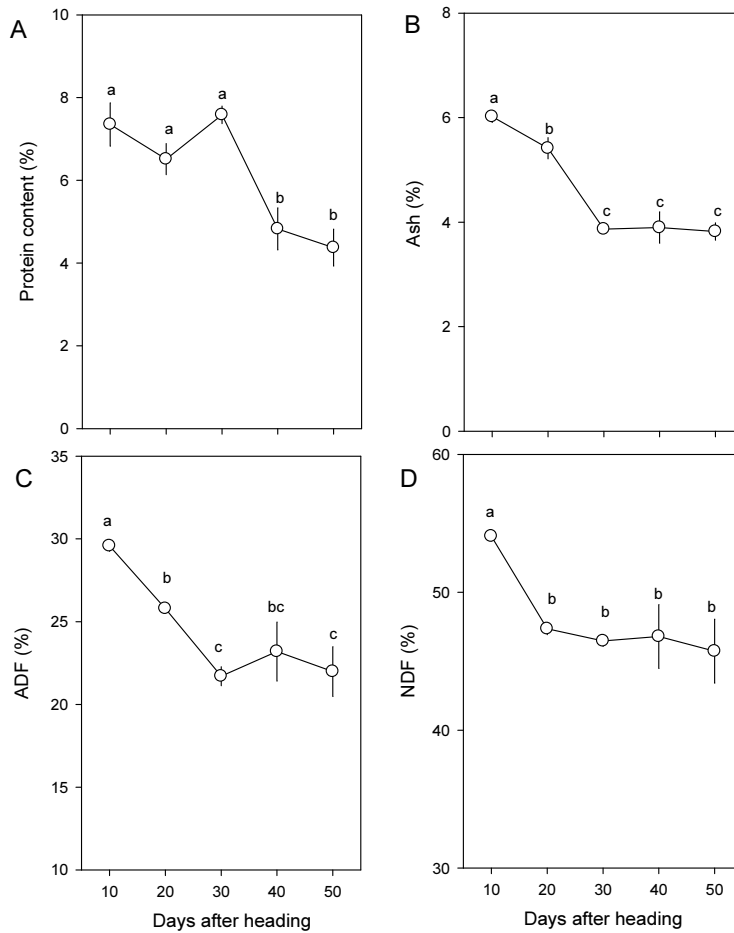 A
Protein content (%)
10
8
6
4
2
0
a
a
a
b
b
B
Ash (%)
8
6
4
2
0
a
b
c
c
c
C
ADF (%)
35
30
25
20
15
10
a
b
c
bc
c
10
20
30
40
50
Days after heading
D
NDF (%)
60
50
40
30
a
b
b
b
b
10
20
30
40
50
Days after heading